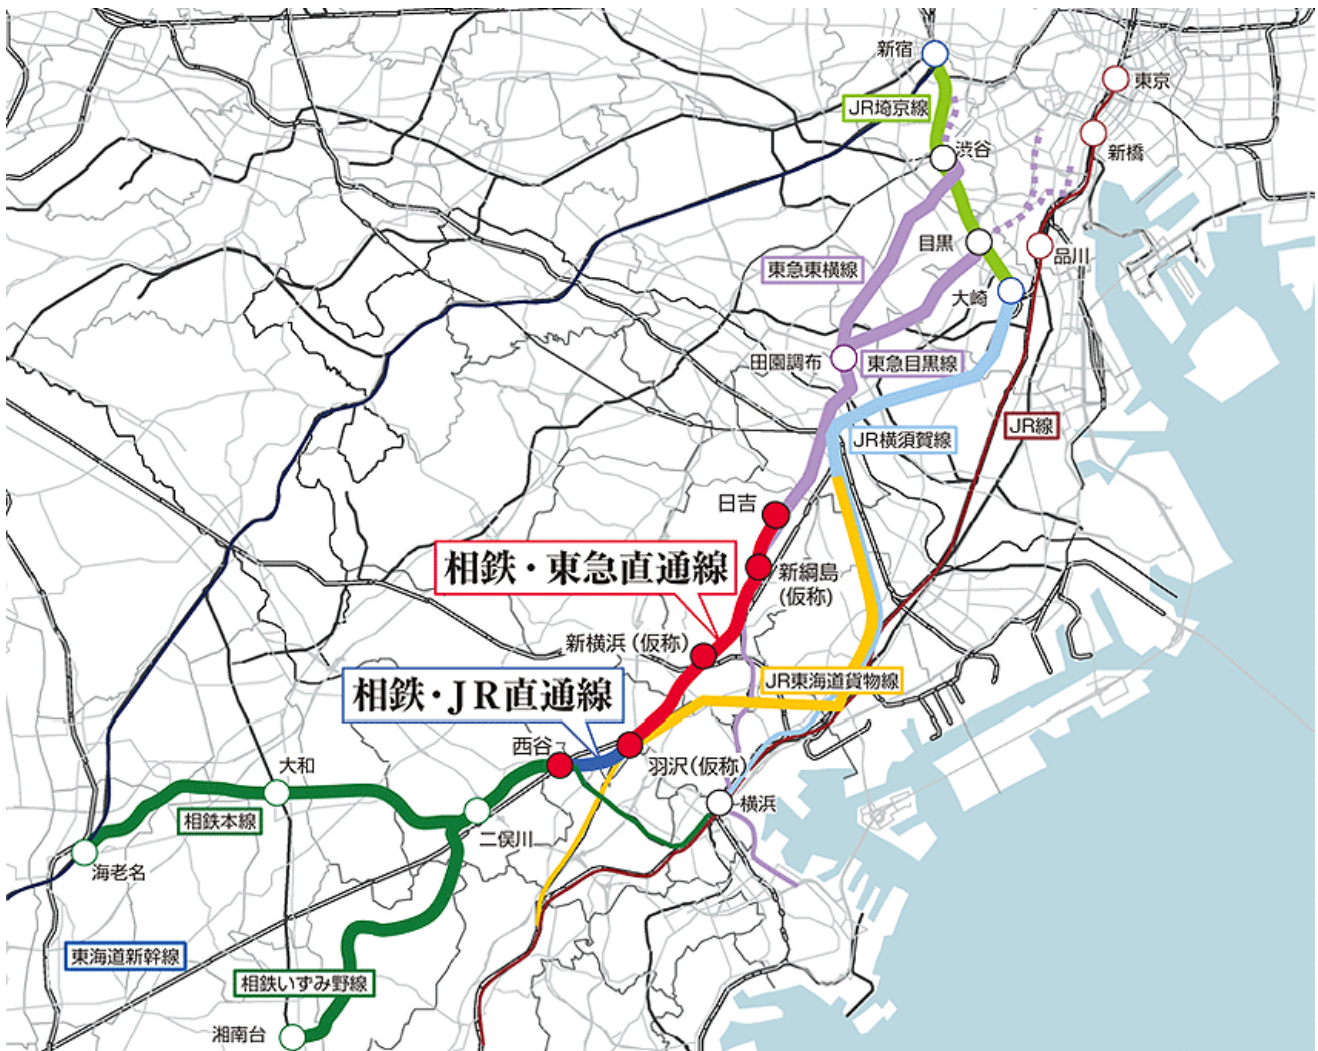 新宿
東京
JR埼京線
新橋
渋谷
目黒
品川
東急東横線
大崎
田園調布
東急目黒線
JR線
JR横須賀線
日吉
相鉄・東急直通線
新綱島
(仮称)
新横浜(仮称)
JR東海道貨物線
相鉄・JR直通線
西谷
羽沢(仮称)
大和
横浜
相鉄本線
二俣川
海老名
東海道新幹線
相鉄いずみ野線
湘南台